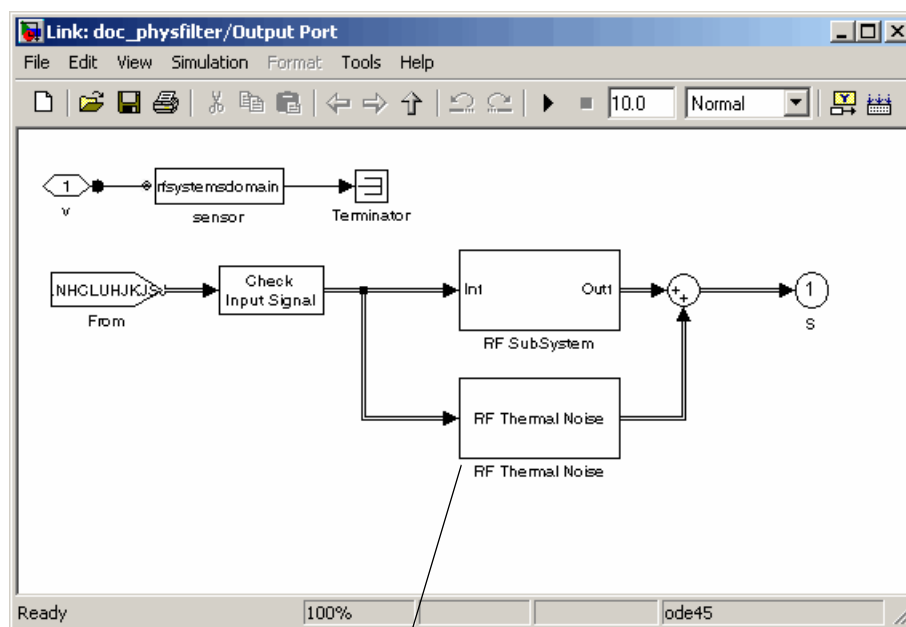 Link: doc_physfilter/Output Port
File Edit View Simulation Format Tools Help
10.0 Normal
1
v
rfsystemsdomain
sensor
Terminator
From
Check
Input Signal
In1 Out1
RF SubSystem
1
S
RF Thermal Noise
RF Thermal Noise
Ready 100% ode45